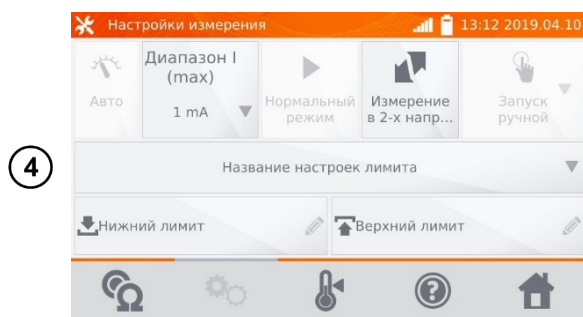 Настройки измерения
13:12 2019.04.10
Авто
Диапазон I
(max)
1 mA
Нормальный
режим
Измерение
в 2-х напр...
Запуск
ручной
4
Название настроек лимита
Нижний лимит
Верхний лимит
Ω
?